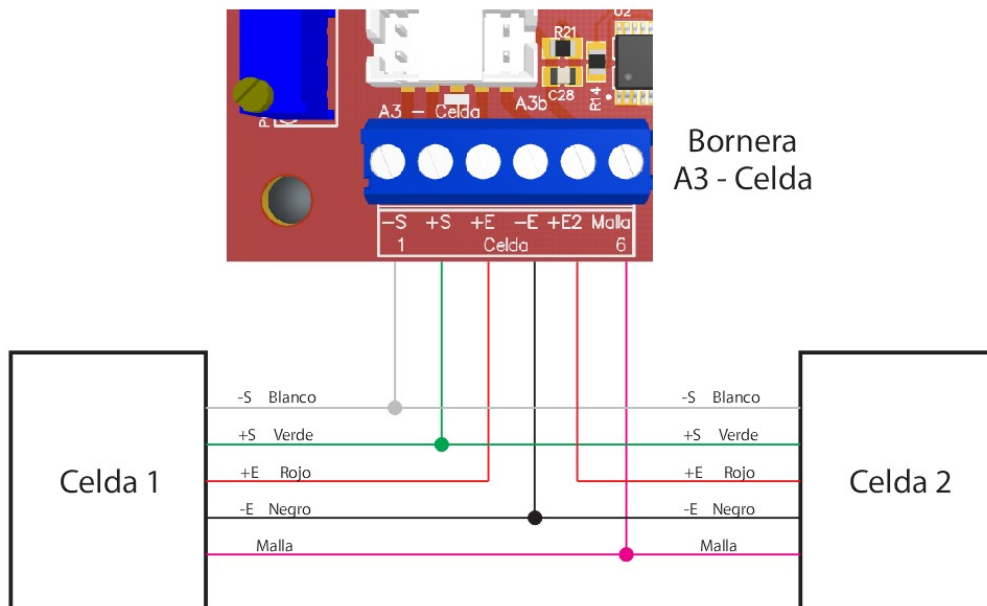 U2
R21
C28
R14
A3 - Celda
A3b
Bornera
A3 - Celda
-S +S +E -E +E2 Malla
1 Celda 6
Celda 1
-S Blanco
+S Verde
+E Rojo
-E Negro
Malla
-S Blanco
+S Verde
+E Rojo
-E Negro
Malla
Celda 2